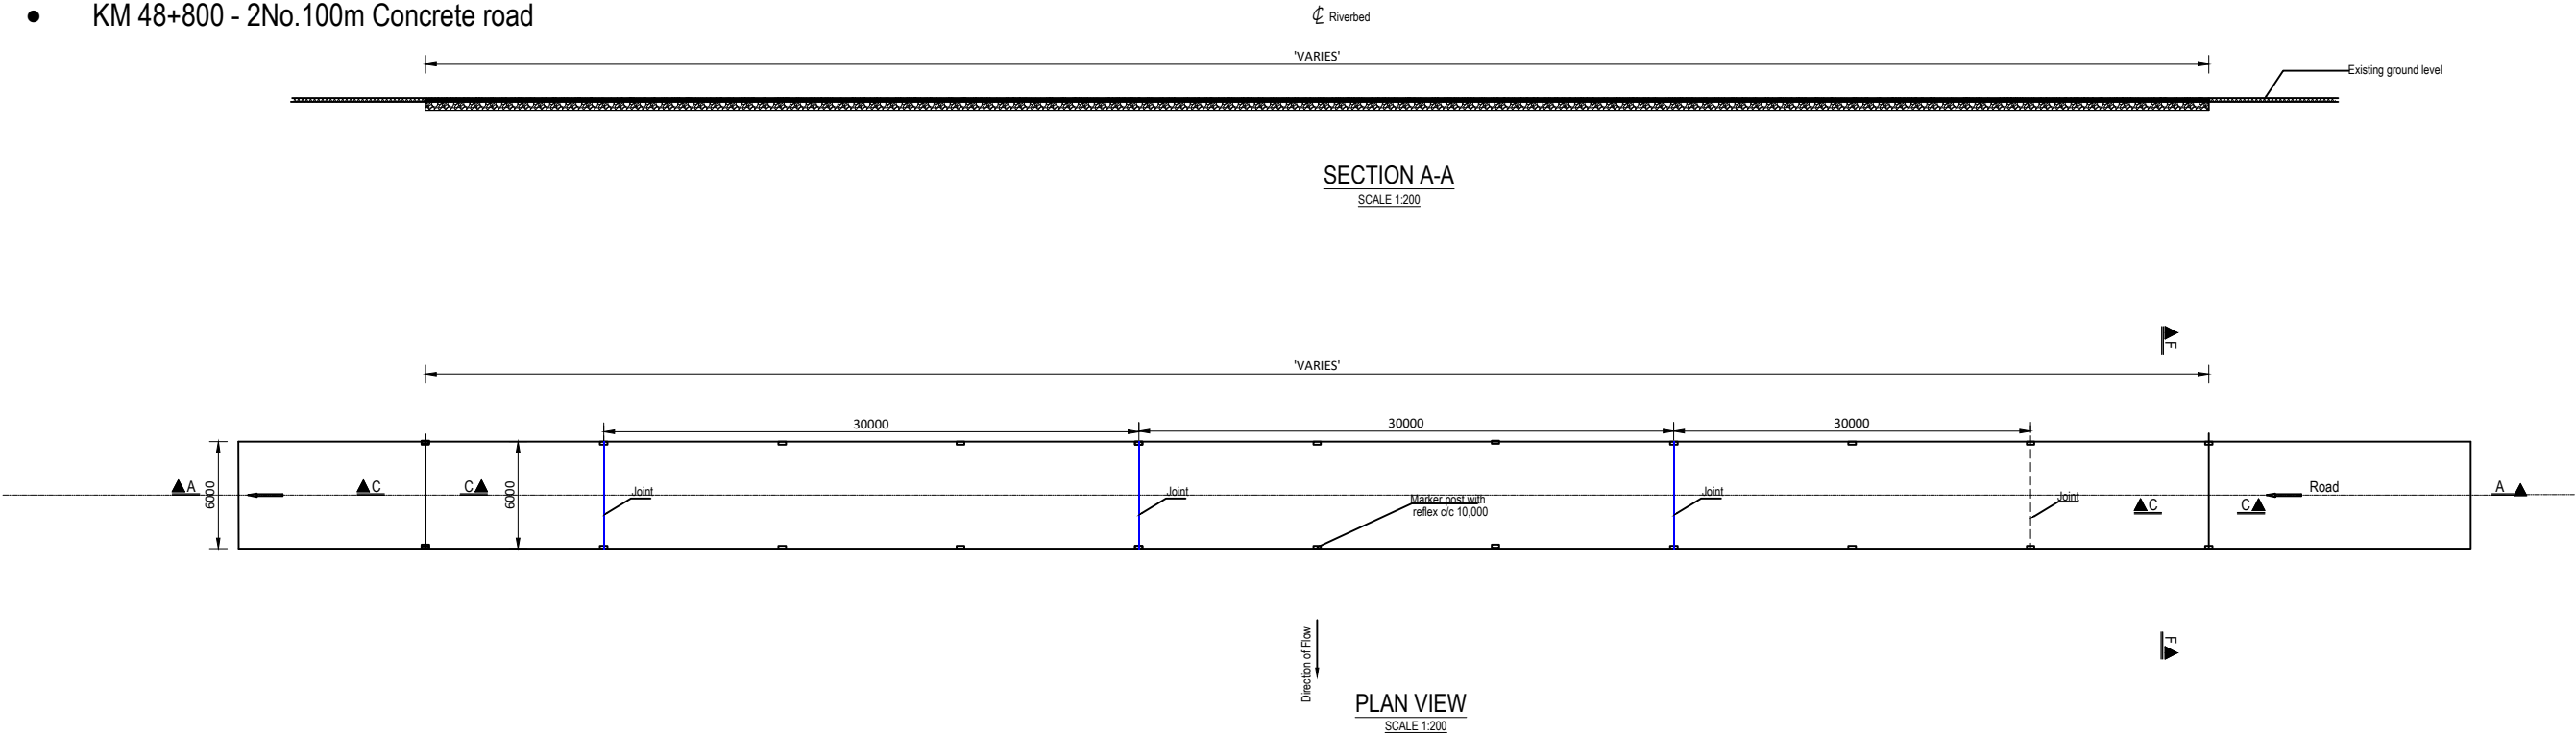 • KM 48+800 - 2No.100m Concrete road
℄ Riverbed
'VARIES'
Existing ground level
SECTION A-A
SCALE 1:200
F
'VARIES'
30000
30000
30000
A
6000
C
C
6000
Joint
Joint
Marker post with
reflex c/c 10,000
Joint
Joint
C
C
Road
A
Direction of Flow
F
PLAN VIEW
SCALE 1:200